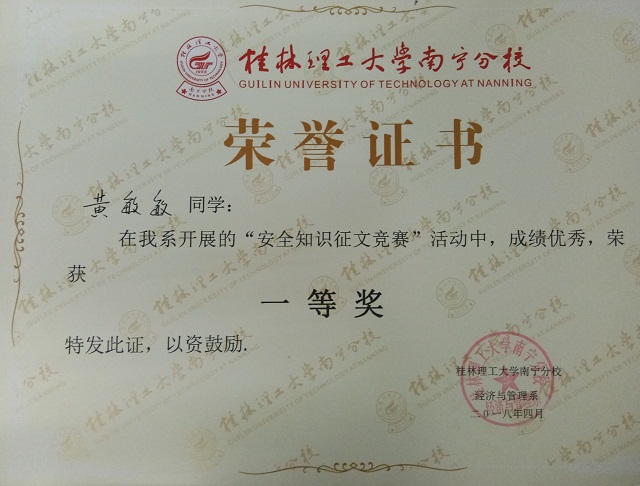 桂林理工大学南宁分校
GUILIN UNIVERSITY OF TECHNOLOGY AT NANNING
荣誉证书
黄敏敏 同学：
在我系开展的“安全知识征文竞赛”活动中，成绩优秀，荣
获
一等奖
特发此证，以资鼓励.
桂林理工大学南宁分校
经济与管理系
二〇一八年四月